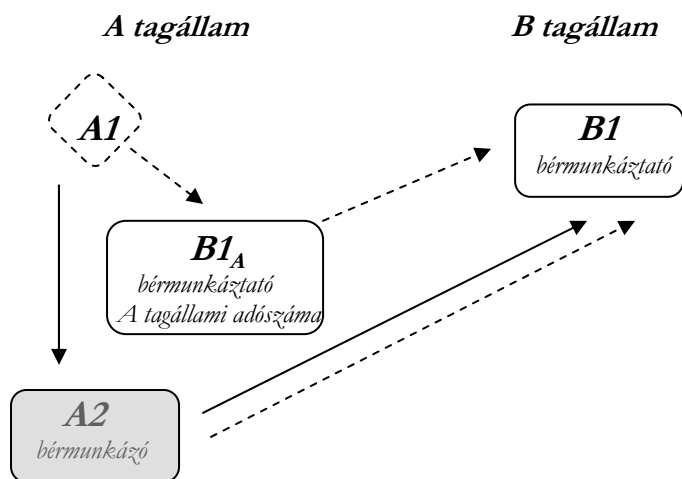 A tagállam
B tagállam
A1
B1
bérmunkáztató
B1A
bérmunkáztató
A tagállami adószáma
A2
bérmunkázó